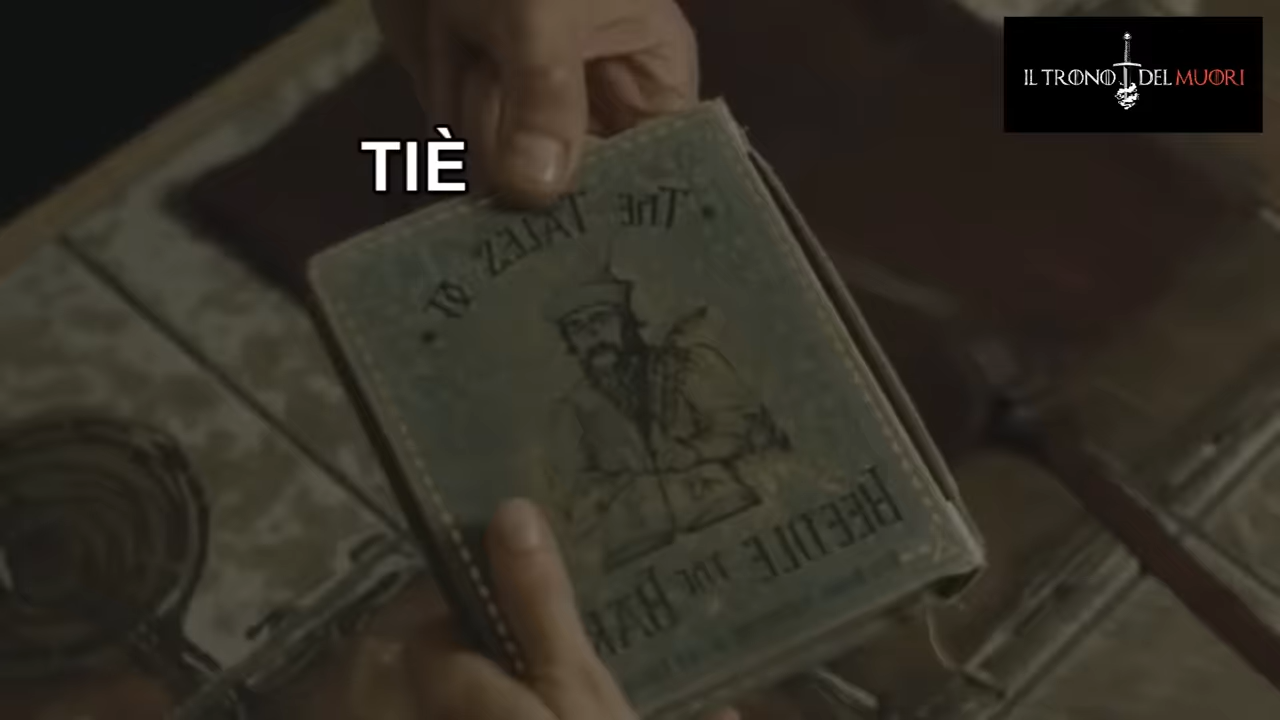 IL TRONO DEL MUORI
TIÈ
THE TALES OF
BEEDLE THE BARD